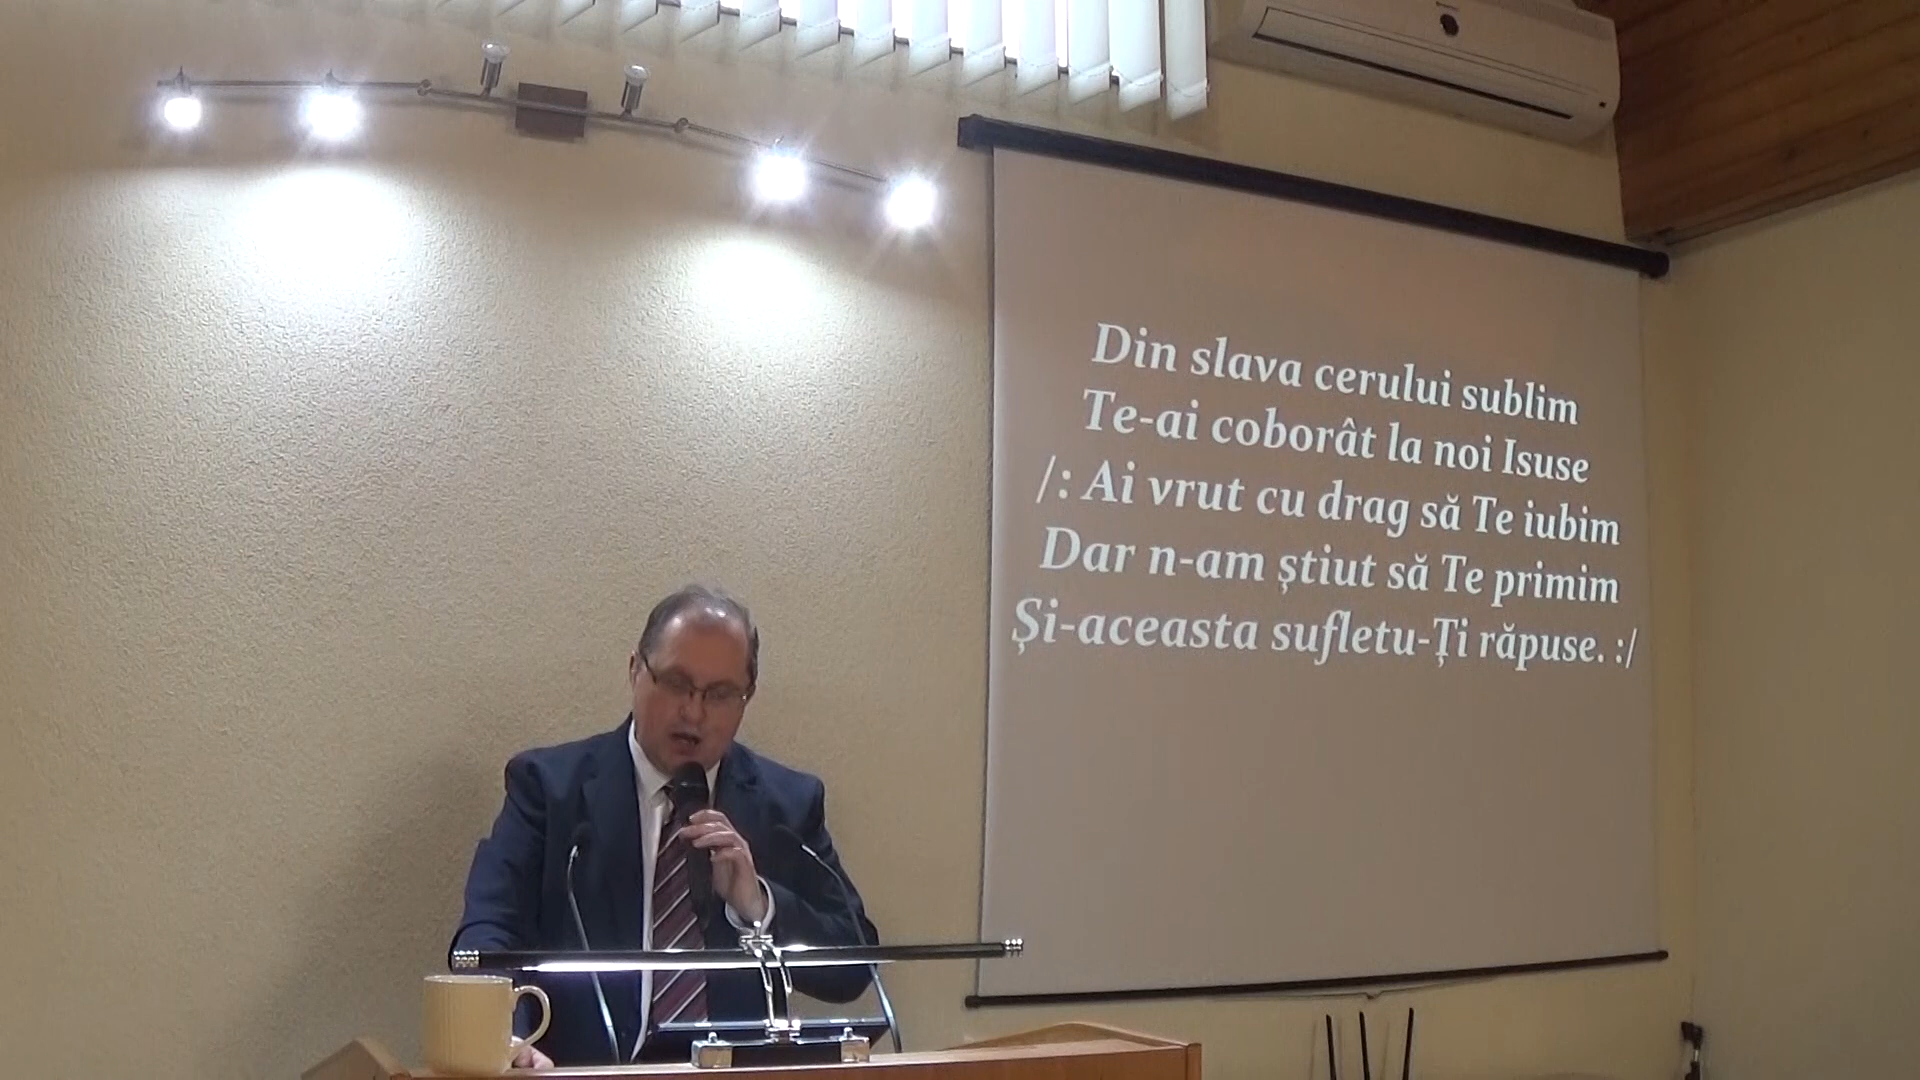 Din slava cerului sublim
Te-ai coborât la noi Isuse
/: Ai vrut cu drag să Te iubim
Dar n-am știut să Te primim
Și-aceasta sufletu-Ți răpuse. :/